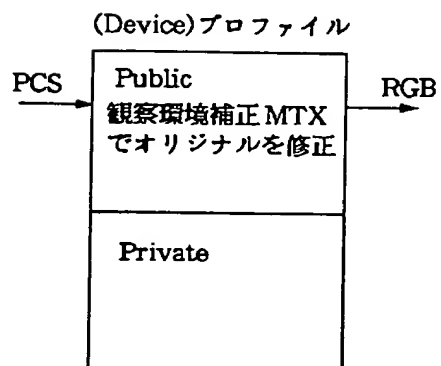 (Device)プロファイル
PCS
Public
RGB
観察環境補正MTX
でオリジナルを修正
Private